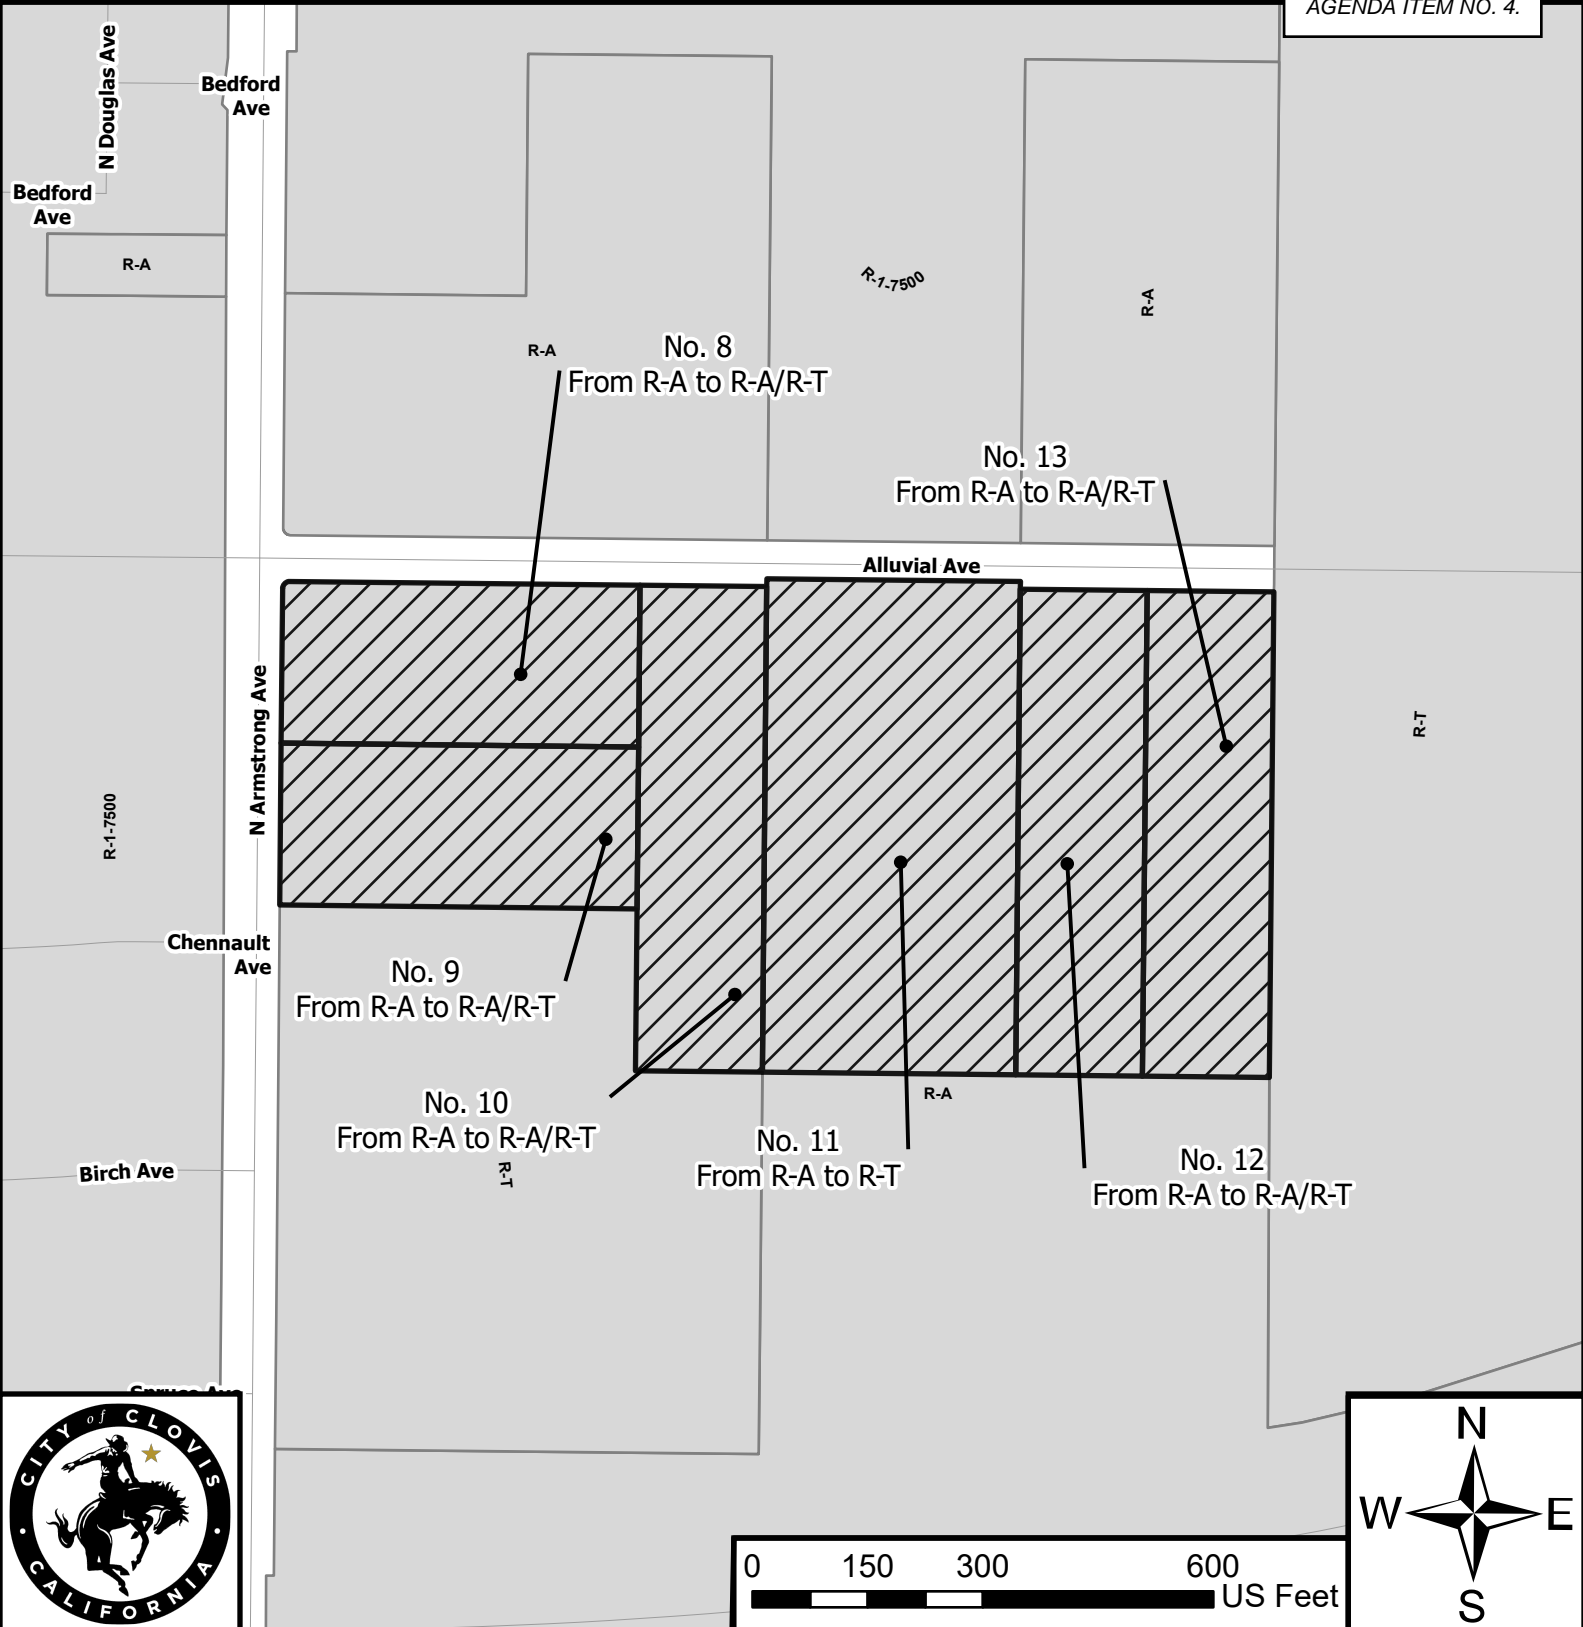 AGENDA ITEM NO. 4.
N Douglas Ave
Bedford
Ave
Bedford
Ave
R-A
R-1-7500
R-A
R-A
No. 8
From R-A to R-A/R-T
No. 13
From R-A to R-A/R-T
Alluvial Ave
N Armstrong Ave
R-T
R-1-7500
Chennault
Ave
No. 9
From R-A to R-A/R-T
No. 10
From R-A to R-A/R-T
R-A
No. 11
From R-A to R-T
No. 12
From R-A to R-A/R-T
R-T
Birch Ave
Spruce Ave
CITY of CLOVIS
CALIFORNIA
N
W E
S
0 150 300 600
US Feet